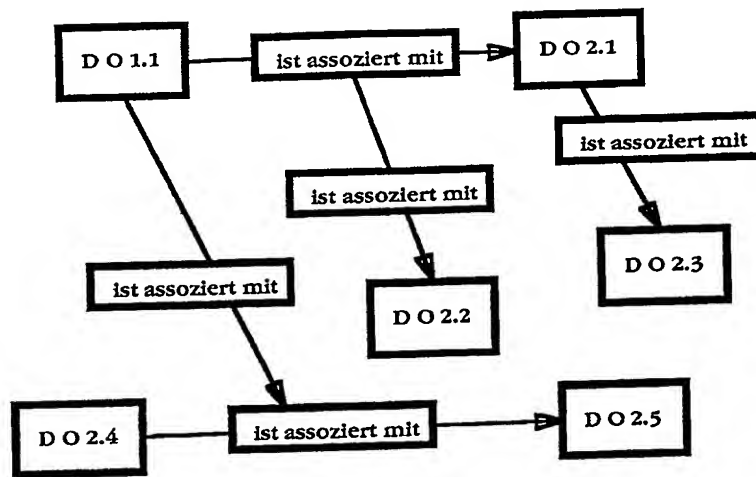 D O 1.1
ist assoziert mit
D O 2.1
ist assoziert mit
ist assoziert mit
D O 2.3
ist assoziert mit
D O 2.2
D O 2.4
ist assoziert mit
D O 2.5